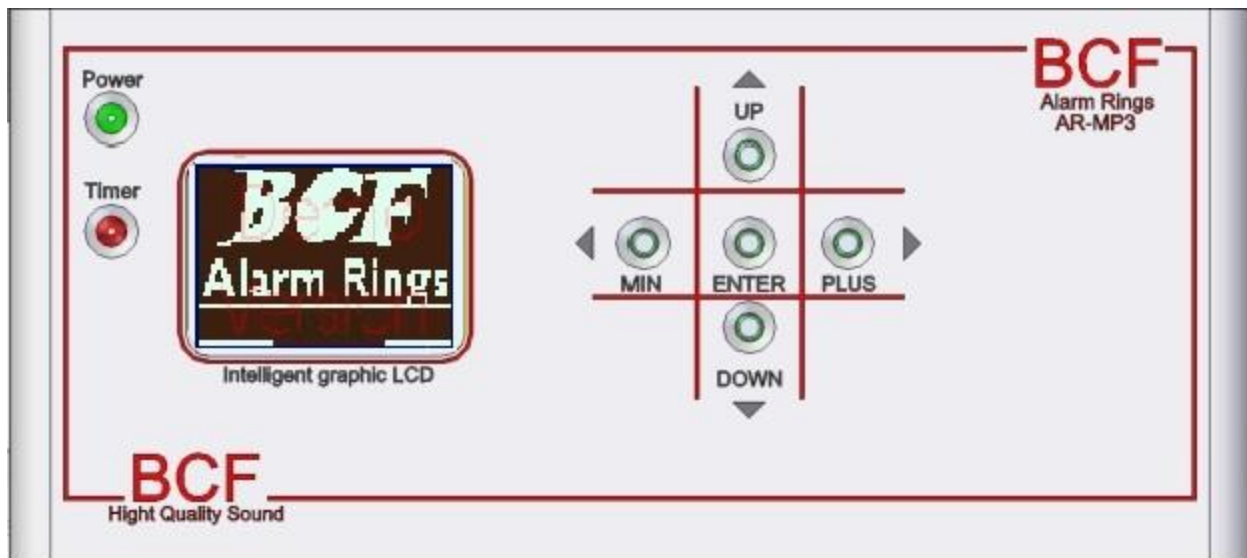 BCF
Alarm Rings
AR-MP3
Power
Timer
BCF
Alarm Rings
Version
Intelligent graphic LCD
UP
MIN
ENTER
PLUS
DOWN
BCF
Hight Quality Sound